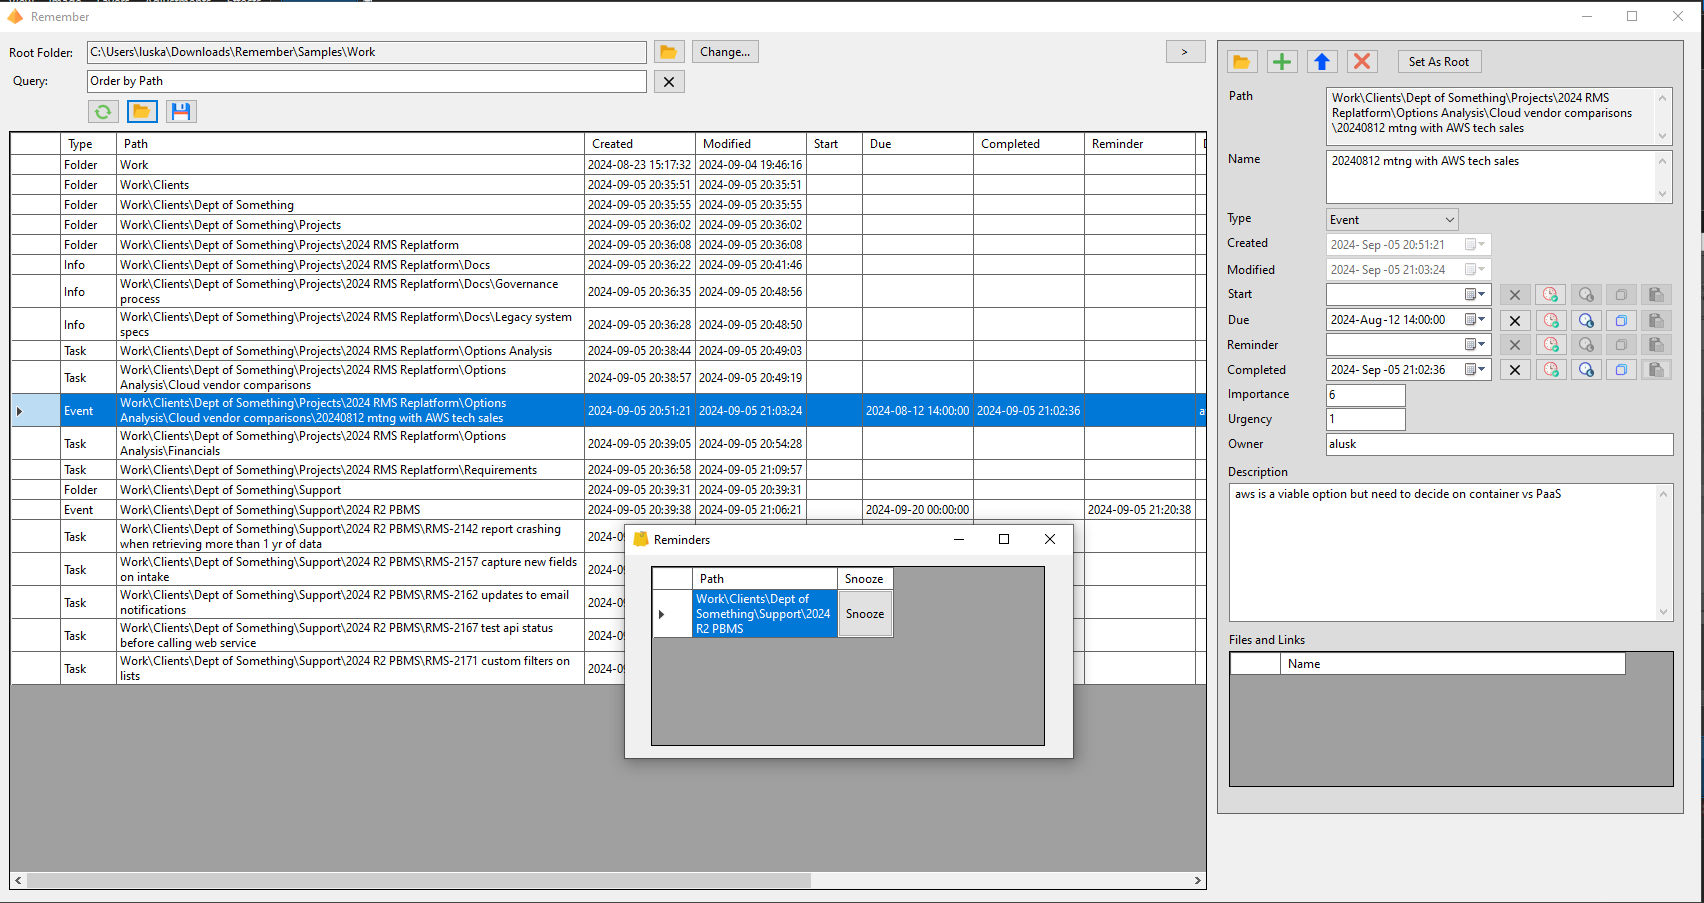 Remember
Root Folder: C:\Users\luska\Downloads\Remember\Samples\Work Change... >
Query: Order by Path
Type Path Created Modified Start Due Completed Reminder
Folder Work 2024-08-23 15:17:32 2024-09-04 19:46:16
Folder Work\Clients 2024-09-05 20:35:51 2024-09-05 20:35:51
Folder Work\Clients\Dept of Something 2024-09-05 20:35:55 2024-09-05 20:35:55
Folder Work\Clients\Dept of Something\Projects 2024-09-05 20:36:02 2024-09-05 20:36:02
Folder Work\Clients\Dept of Something\Projects\2024 RMS Replatform 2024-09-05 20:36:08 2024-09-05 20:36:08
Info Work\Clients\Dept of Something\Projects\2024 RMS Replatform\Docs 2024-09-05 20:36:22 2024-09-05 20:41:46
Info Work\Clients\Dept of Something\Projects\2024 RMS Replatform\Docs\Governance 2024-09-05 20:36:35 2024-09-05 20:48:56
process
Info Work\Clients\Dept of Something\Projects\2024 RMS Replatform\Docs\Legacy system 2024-09-05 20:36:28 2024-09-05 20:48:50
specs
Task Work\Clients\Dept of Something\Projects\2024 RMS Replatform\Options Analysis 2024-09-05 20:38:44 2024-09-05 20:49:03
Task Work\Clients\Dept of Something\Projects\2024 RMS Replatform\Options 2024-09-05 20:38:57 2024-09-05 20:49:19
Analysis\Cloud vendor comparisons
Event Work\Clients\Dept of Something\Projects\2024 RMS Replatform\Options 2024-09-05 20:51:21 2024-09-05 21:03:24 2024-08-12 14:00:00 2024-09-05 21:02:36
Analysis\Cloud vendor comparisons\20240812 mtng with AWS tech sales
Task Work\Clients\Dept of Something\Projects\2024 RMS Replatform\Options 2024-09-05 20:39:05 2024-09-05 20:54:28
Analysis\Financials
Task Work\Clients\Dept of Something\Projects\2024 RMS Replatform\Requirements 2024-09-05 20:36:58 2024-09-05 21:09:57
Folder Work\Clients\Dept of Something\Support 2024-09-05 20:39:31 2024-09-05 20:39:31
Event Work\Clients\Dept of Something\Support\2024 R2 PBMS 2024-09-05 20:39:38 2024-09-05 21:06:21 2024-09-20 00:00:00 2024-09-05 21:20:38
Task Work\Clients\Dept of Something\Support\2024 R2 PBMS\RMS-2142 report crashing 2024-0
when retrieving more than 1 yr of data
Task Work\Clients\Dept of Something\Support\2024 R2 PBMS\RMS-2157 capture new fields 2024-0
on intake
Task Work\Clients\Dept of Something\Support\2024 R2 PBMS\RMS-2162 updates to email 2024-0
notifications
Task Work\Clients\Dept of Something\Support\2024 R2 PBMS\RMS-2167 test api status 2024-0
before calling web service
Task Work\Clients\Dept of Something\Support\2024 R2 PBMS\RMS-2171 custom filters on 2024-0
lists
Reminders
Path Snooze
Work\Clients\Dept of
Something\Support\2024 Snooze
R2 PBMS
Set As Root
Path Work\Clients\Dept of Something\Projects\2024 RMS
Replatform\Options Analysis\Cloud vendor comparisons
\20240812 mtng with AWS tech sales
Name 20240812 mtng with AWS tech sales
Type Event
Created 2024- Sep -05 20:51:21
Modified 2024- Sep -05 21:03:24
Start
Due 2024-Aug-12 14:00:00
Reminder
Completed 2024- Sep -05 21:02:36
Importance 6
Urgency 1
Owner alusk
Description
aws is a viable option but need to decide on container vs PaaS
Files and Links
Name